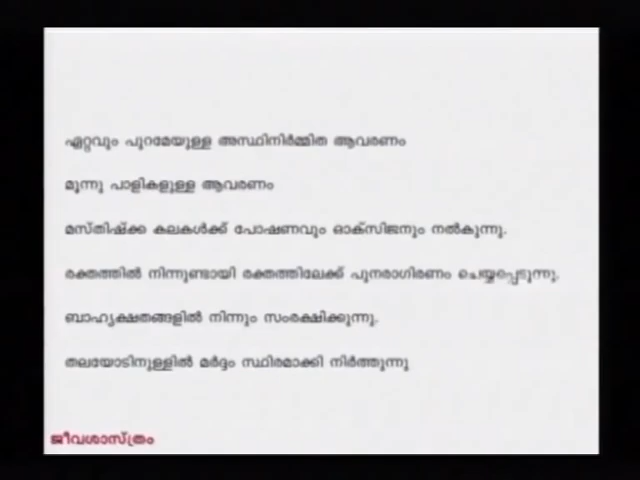 ഏറ്റവും പുറമേയുള്ള അസ്ഥിനിർമ്മിത ആവരണം
മൂന്നു പാളികളുള്ള ആവരണം
മസ്തിഷ്ക്ക കലകൾക്ക് പോഷണവും ഓക്സിജനും നൽകുന്നു.
രക്തത്തിൽ നിന്നുണ്ടായി രക്തത്തിലേക്ക് പുനരാഗിരണം ചെയ്യപ്പെടുന്നു.
ബാഹ്യക്ഷതങ്ങളിൽ നിന്നും സംരക്ഷിക്കുന്നു.
തലയോടിനുള്ളിൽ മർദ്ദം സ്ഥിരമാക്കി നിർത്തുന്നു
ജീവശാസ്ത്രം